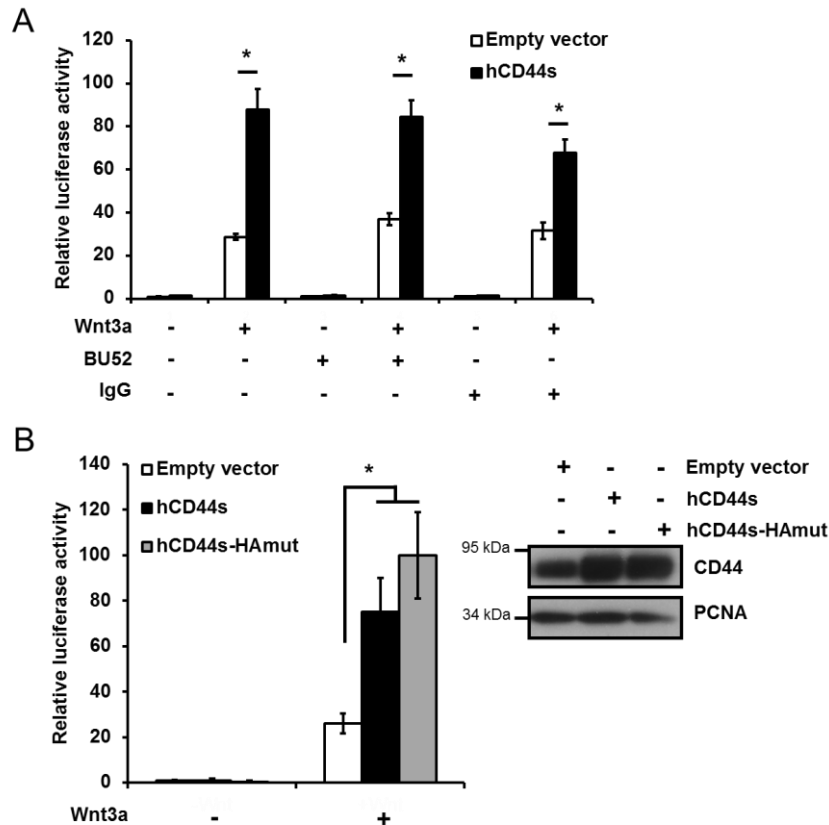 A
Relative luciferase activity
120
100
80
60
40
20
0
Empty vector
hCD44s
* * *
Wnt3a - + - + - +
BU52 - - + + - -
IgG - - - - + +
B
Relative luciferase activity
140
120
100
80
60
40
20
0
Empty vector
hCD44s
hCD44s-HAmut
*
Wnt3a - +
+ - - Empty vector
- + - hCD44s
- - + hCD44s-HAmut
95 kDa
CD44
34 kDa
PCNA